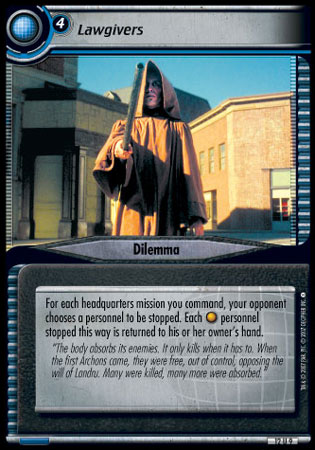 4
Lawgivers
Dilemma
For each headquarters mission you command, your opponent
chooses a personnel to be stopped. Each personnel
stopped this way is returned to his or her owner's hand.
"The body absorbs its enemies. It only kills when it has to. When
the first Archons came, they were free, out of control, opposing the
will of Landru. Many were killed, many more were absorbed."